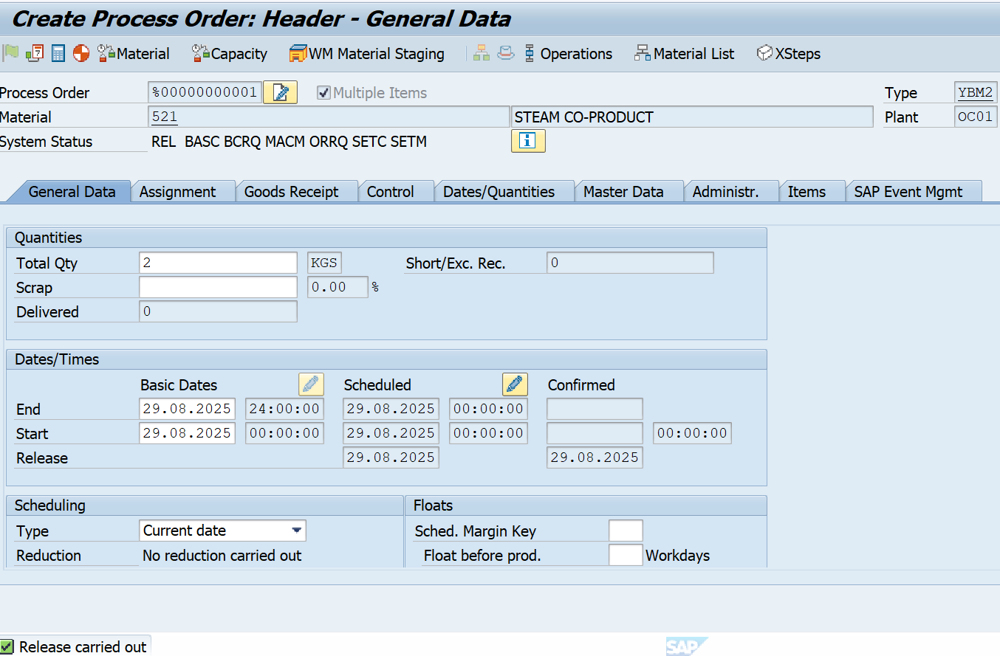 Create Process Order: Header - General Data
Material Capacity WM Material Staging Operations Material List XSteps
Process Order %00000000001 Multiple Items Type YBM2
Material 521 STEAM CO-PRODUCT Plant OC01
System Status REL BASC BCRQ MACM ORRQ SETC SETM
General Data Assignment Goods Receipt Control Dates/Quantities Master Data Administr. Items SAP Event Mgmt
Quantities
Total Qty 2 KGS Short/Exc. Rec. 0
Scrap 0.00 %
Delivered 0
Dates/Times
Basic Dates Scheduled Confirmed
End 29.08.2025 24:00:00 29.08.2025 00:00:00
Start 29.08.2025 00:00:00 29.08.2025 00:00:00 00:00:00
Release 29.08.2025 29.08.2025
Scheduling Floats
Type Current date Sched. Margin Key
Reduction No reduction carried out Float before prod. Workdays
Release carried out SAP